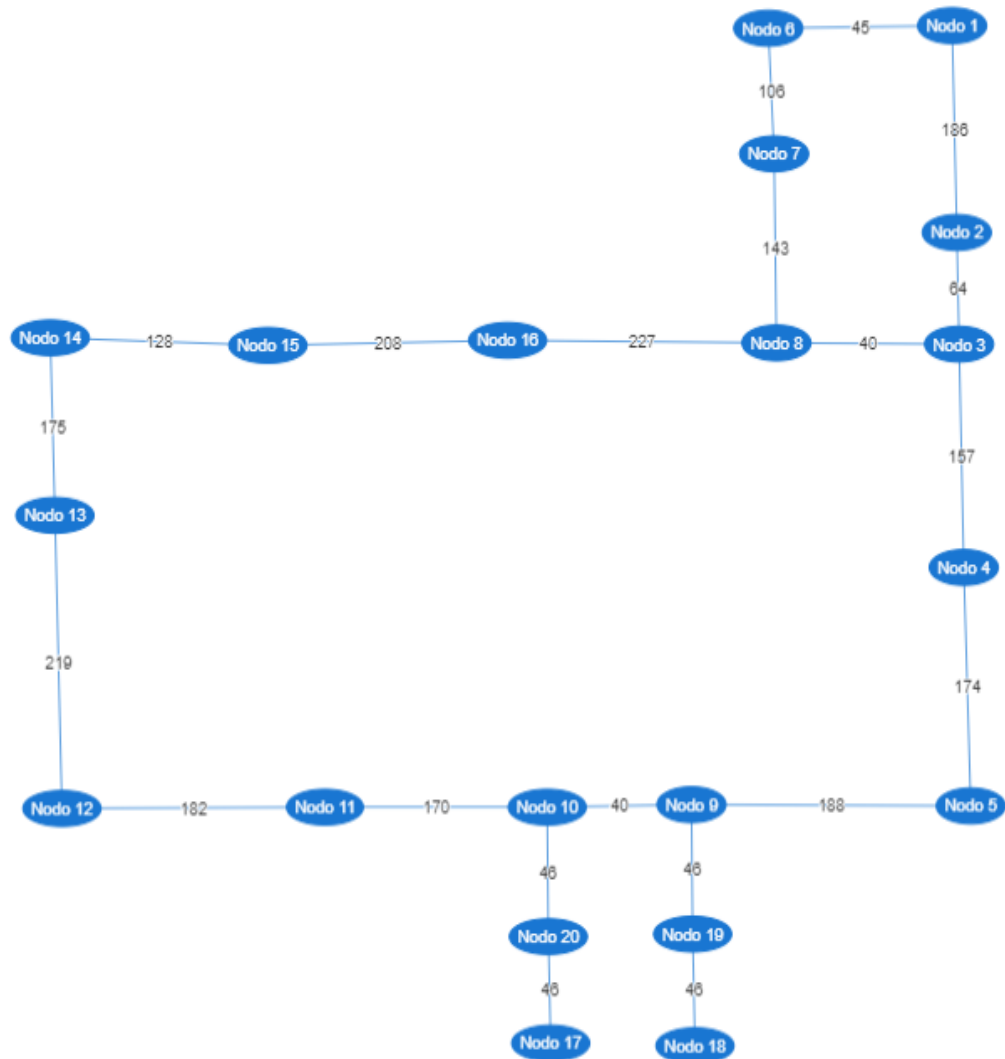 Nodo 6
45
Nodo 1
106
186
Nodo 7
143
Nodo 2
64
Nodo 14
128
Nodo 15
208
Nodo 16
227
Nodo 8
40
Nodo 3
175
157
Nodo 13
Nodo 4
219
174
Nodo 12
182
Nodo 11
170
Nodo 10
40
Nodo 9
188
Nodo 5
46
46
Nodo 20
Nodo 19
46
46
Nodo 17
Nodo 18